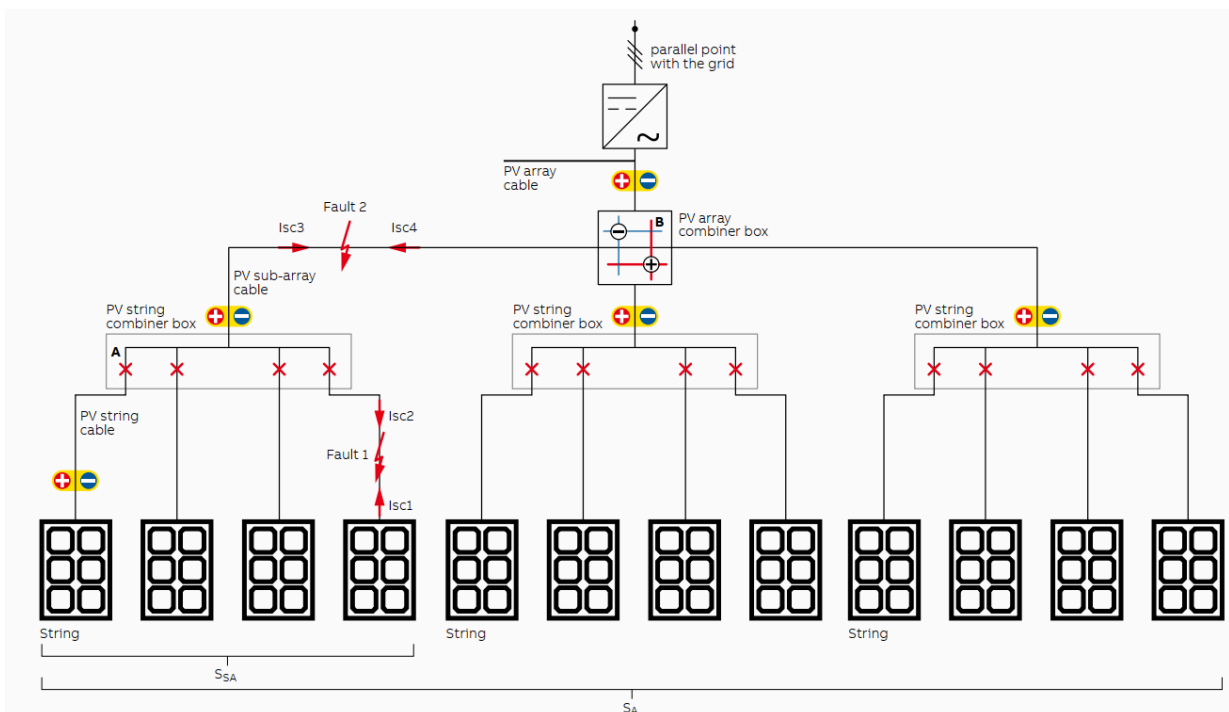 parallel point
with the grid
PV array
cable
Fault 2
Isc3
Isc4
B
PV array
combiner box
PV sub-array
cable
PV string
combiner box
PV string
combiner box
PV string
combiner box
A
PV string
cable
Isc2
Fault 1
Isc1
String
String
String
SSA
SA